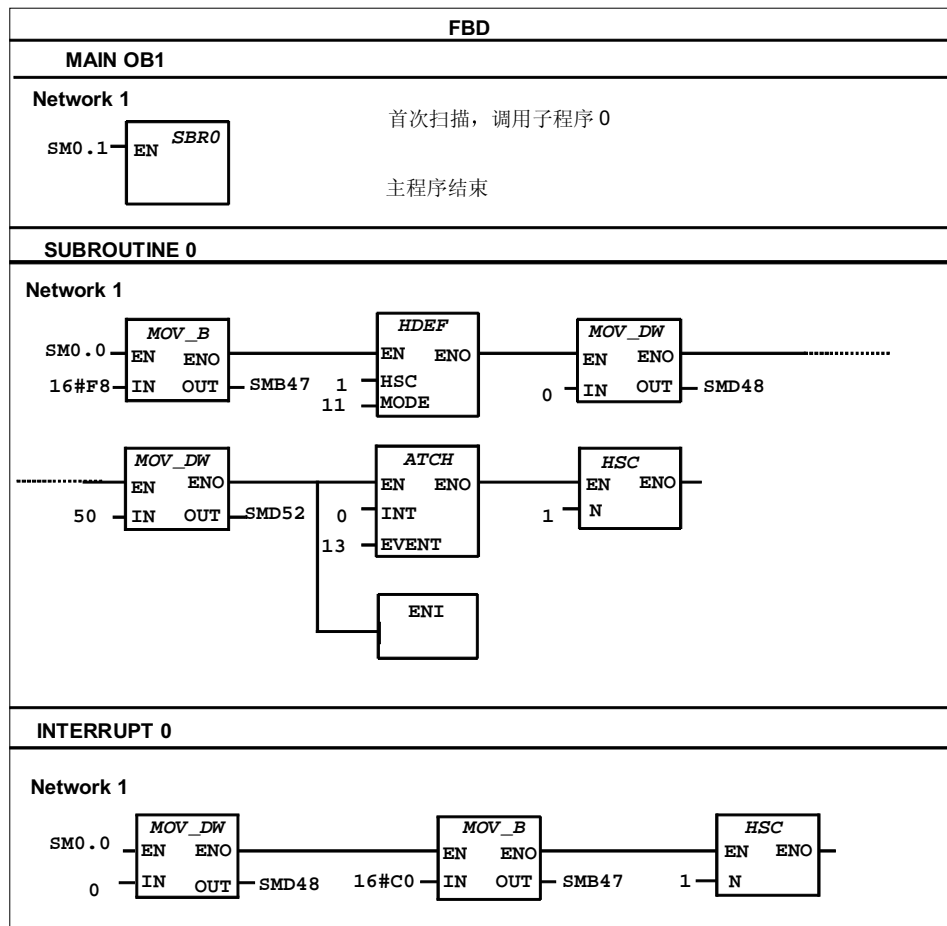 FBD
MAIN OB1
Network 1
首次扫描，调用子程序 0
SBR0
SM0.1 EN
主程序结束
SUBROUTINE 0
Network 1
MOV_B HDEF MOV_DW
SM0.0 EN ENO EN ENO EN ENO
16#F8 IN OUT SMB47 1 HSC 0 IN OUT SMD48
11 MODE
MOV_DW ATCH HSC
EN ENO EN ENO EN ENO
50 IN OUT SMD52 0 INT 1 N
13 EVENT
ENI
INTERRUPT 0
Network 1
MOV_DW MOV_B HSC
SM0.0 EN ENO EN ENO EN ENO
0 IN OUT SMD48 16#C0 IN OUT SMB47 1 N